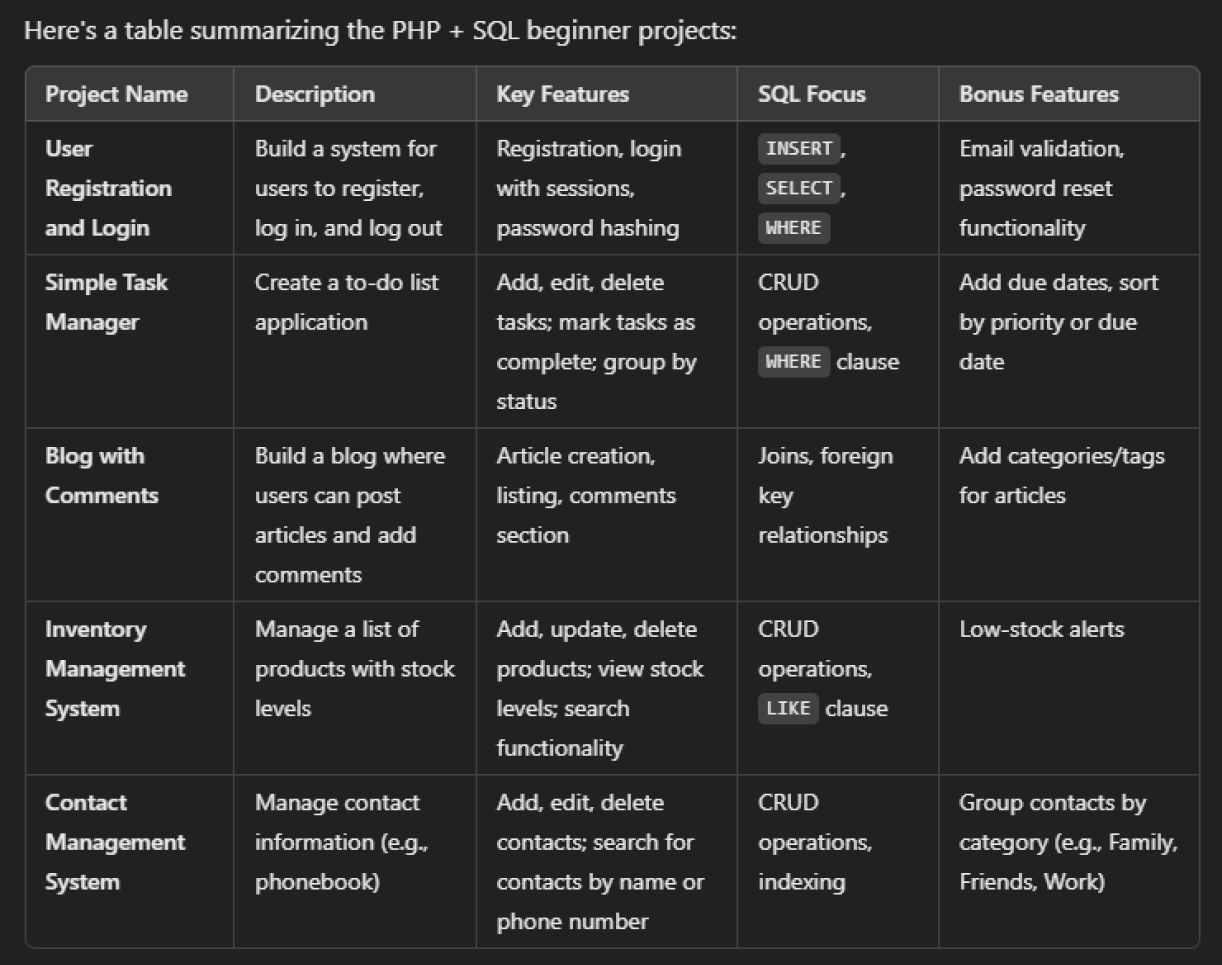 Here's a table summarizing the PHP + SQL beginner projects:
Project Name
Description
Key Features
SQL Focus
Bonus Features
User
Registration
and Login
Build a system for
users to register,
log in, and log out
Registration, login
with sessions,
password hashing
INSERT,
SELECT,
WHERE
Email validation,
password reset
functionality
Simple Task
Manager
Create a to-do list
application
Add, edit, delete
tasks; mark tasks as
complete; group by
status
CRUD
operations,
WHERE clause
Add due dates, sort
by priority or due
date
Blog with
Comments
Build a blog where
users can post
articles and add
comments
Article creation,
listing, comments
section
Joins, foreign
key
relationships
Add categories/tags
for articles
Inventory
Management
System
Manage a list of
products with stock
levels
Add, update, delete
products; view stock
levels; search
functionality
CRUD
operations,
LIKE clause
Low-stock alerts
Contact
Management
System
Manage contact
information (e.g.,
phonebook)
Add, edit, delete
contacts; search for
contacts by name or
phone number
CRUD
operations,
indexing
Group contacts by
category (e.g., Family,
Friends, Work)